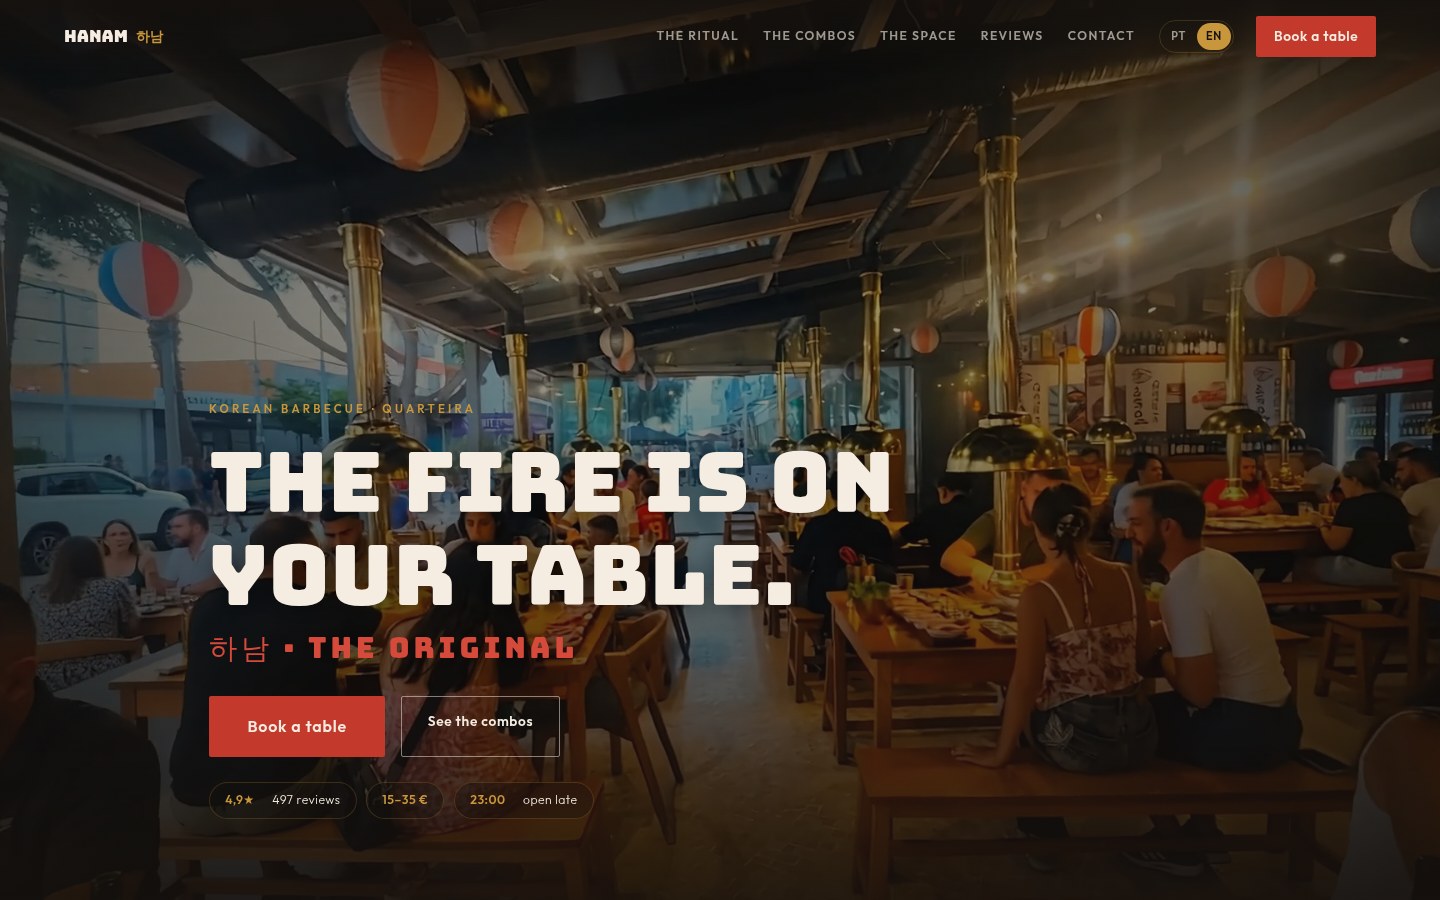 HANAM 하남
THE RITUAL THE COMBOS THE SPACE REVIEWS CONTACT PT EN Book a table
KOREAN BARBECUE · QUARTEIRA
THE FIRE IS ON
YOUR TABLE.
하남 · THE ORIGINAL
Book a table
See the combos
4,9★ 497 reviews
15–35 €
23:00 open late